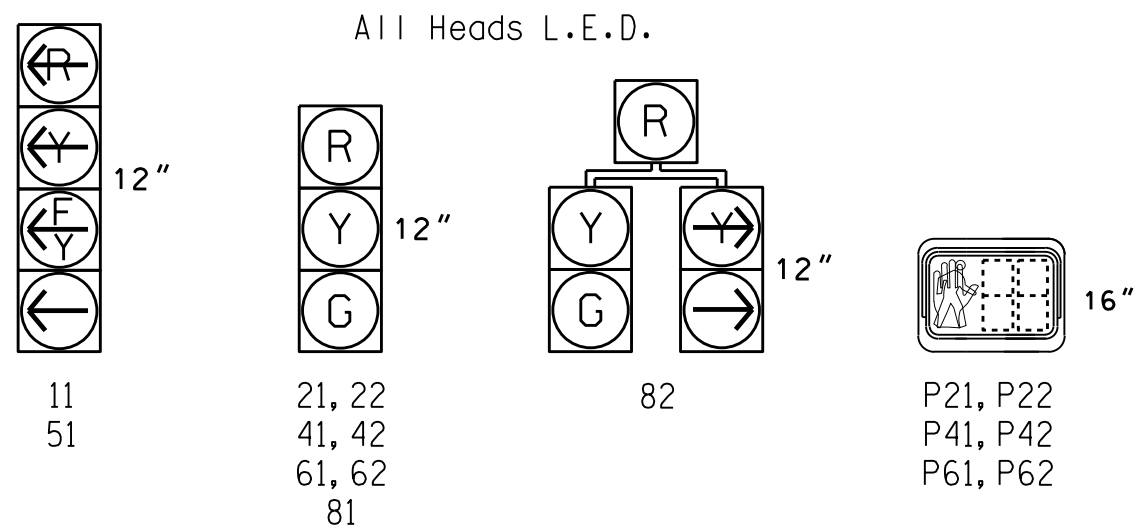 All Heads L.E.D.
R
Y
F
Y
12"
11
51
R
Y
G
12"
21, 22
41, 42
61, 62
81
R
Y
Y
G
12"
82
16"
P21, P22
P41, P42
P61, P62